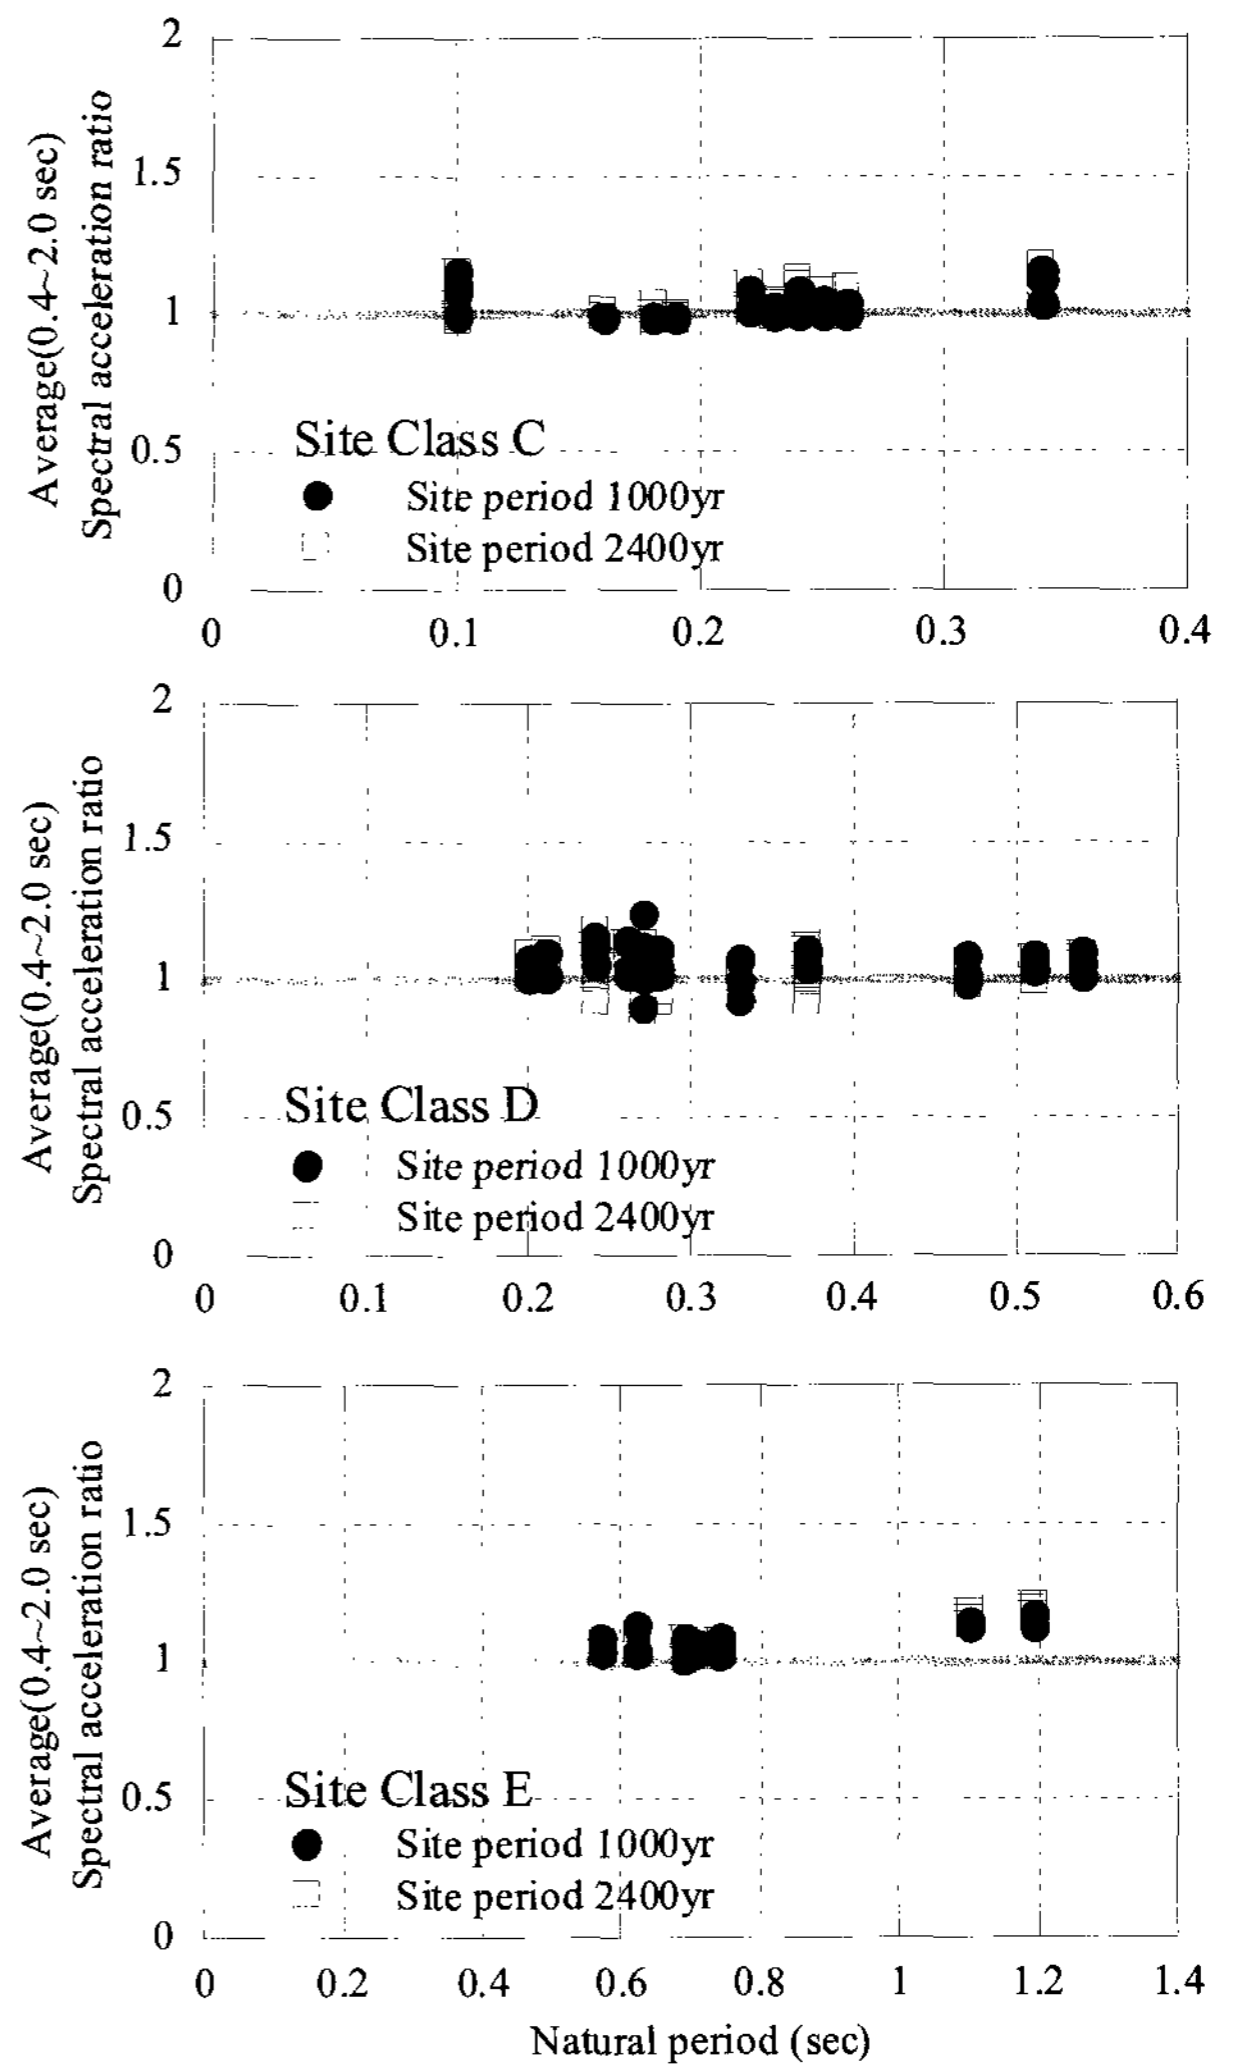 2
1.5
1
0.5
0
Average(0.4~2.0 sec)
Spectral acceleration ratio
Site Class C
Site period 1000yr
Site period 2400yr
0 0.1 0.2 0.3 0.4
2
1.5
1
0.5
0
Average(0.4~2.0 sec)
Spectral acceleration ratio
Site Class D
Site period 1000yr
Site period 2400yr
0 0.1 0.2 0.3 0.4 0.5 0.6
2
1.5
1
0.5
0
Average(0.4~2.0 sec)
Spectral acceleration ratio
Site Class E
Site period 1000yr
Site period 2400yr
0 0.2 0.4 0.6 0.8 1 1.2 1.4
Natural period (sec)